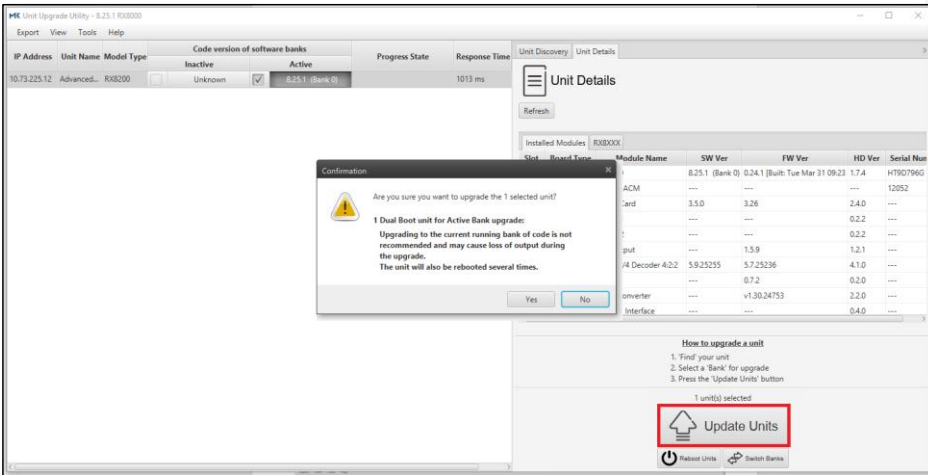 MK Unit Upgrade Utility - 8.25.1 RX8000
Export View Tools Help
IP Address Unit Name Model Type Code version of software banks Progress State Response Time
Inactive Active
10.73.225.12 Advanced... RX8200 Unknown 8.25.1 (Bank 0) 1013 ms
Unit Discovery Unit Details
Unit Details
Refresh
Installed Modules RX8XXX
Slot Board Type Module Name SW Ver FW Ver HD Ver Serial Num
8.25.1 (Bank 0) 0.24.1 [Built: Tue Mar 31 09:23 1.7.4 HT9D796G
ACM --- --- --- 12052
Card 3.5.0 3.26 2.4.0 ---
--- --- 0.2.2 ---
--- --- 0.2.2 ---
put --- 1.5.9 1.2.1 ---
/4 Decoder 4:2:2 5.9.25255 5.7.25236 4.1.0 ---
--- 0.7.2 0.2.0 ---
onverter --- v1.30.24753 2.2.0 ---
Interface --- --- 0.4.0 ---
Confirmation
Are you sure you want to upgrade the 1 selected unit?
1 Dual Boot unit for Active Bank upgrade:
Upgrading to the current running bank of code is not
recommended and may cause loss of output during
the upgrade.
The unit will also be rebooted several times.
Yes No
How to upgrade a unit
1. 'Find' your unit
2. Select a 'Bank' for upgrade
3. Press the 'Update Units' button
1 unit(s) selected
Update Units
Reboot Units Switch Banks